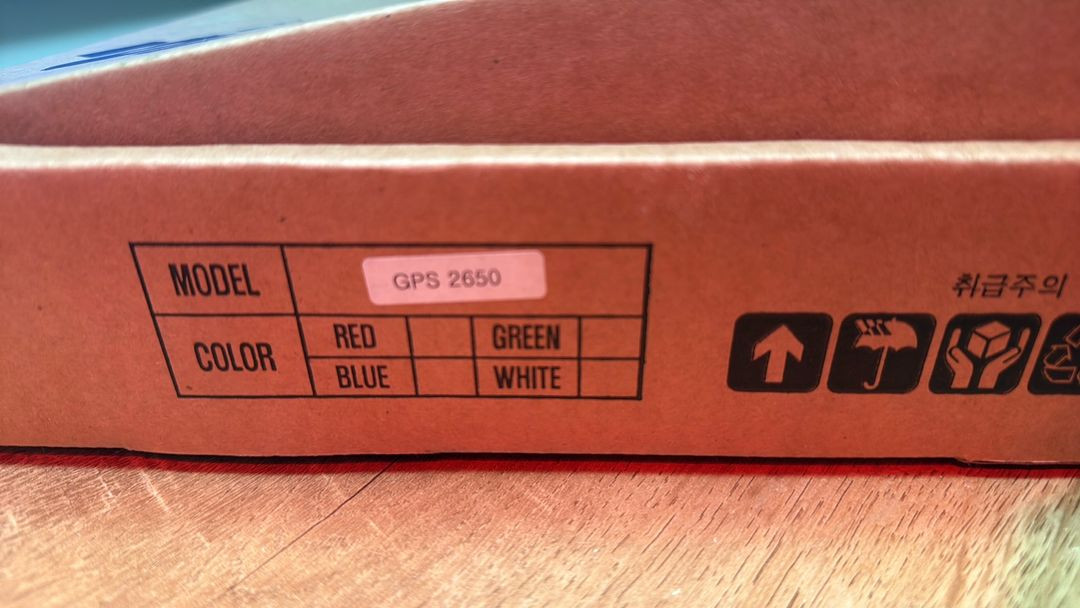 MODEL GPS 2650
COLOR RED GREEN
BLUE WHITE
취급주의